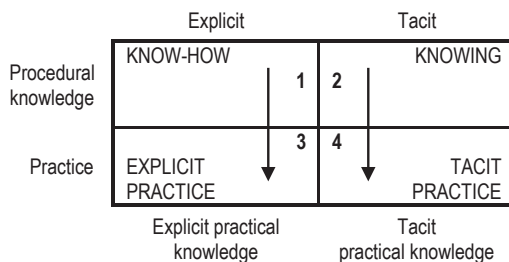 Explicit Tacit
Procedural
knowledge
KNOW-HOW 1 2 KNOWING
Practice
3 4
EXPLICIT
PRACTICE
TACIT
PRACTICE
Explicit practical
knowledge
Tacit
practical knowledge